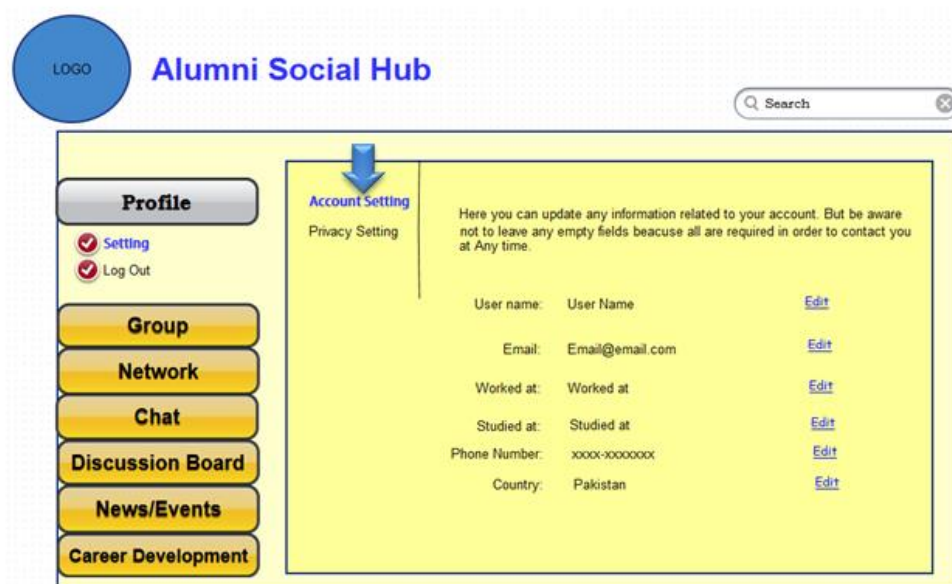 LOGO
Alumni Social Hub
Search
Profile
Setting
Log Out
Group
Network
Chat
Discussion Board
News/Events
Career Development
Account Setting
Privacy Setting
Here you can update any information related to your account. But be aware
not to leave any empty fields beacuse all are required in order to contact you
at Any time.
User name: User Name Edit
Email: Email@email.com Edit
Worked at: Worked at Edit
Studied at: Studied at Edit
Phone Number: xxxx-xxxxxxx Edit
Country: Pakistan Edit